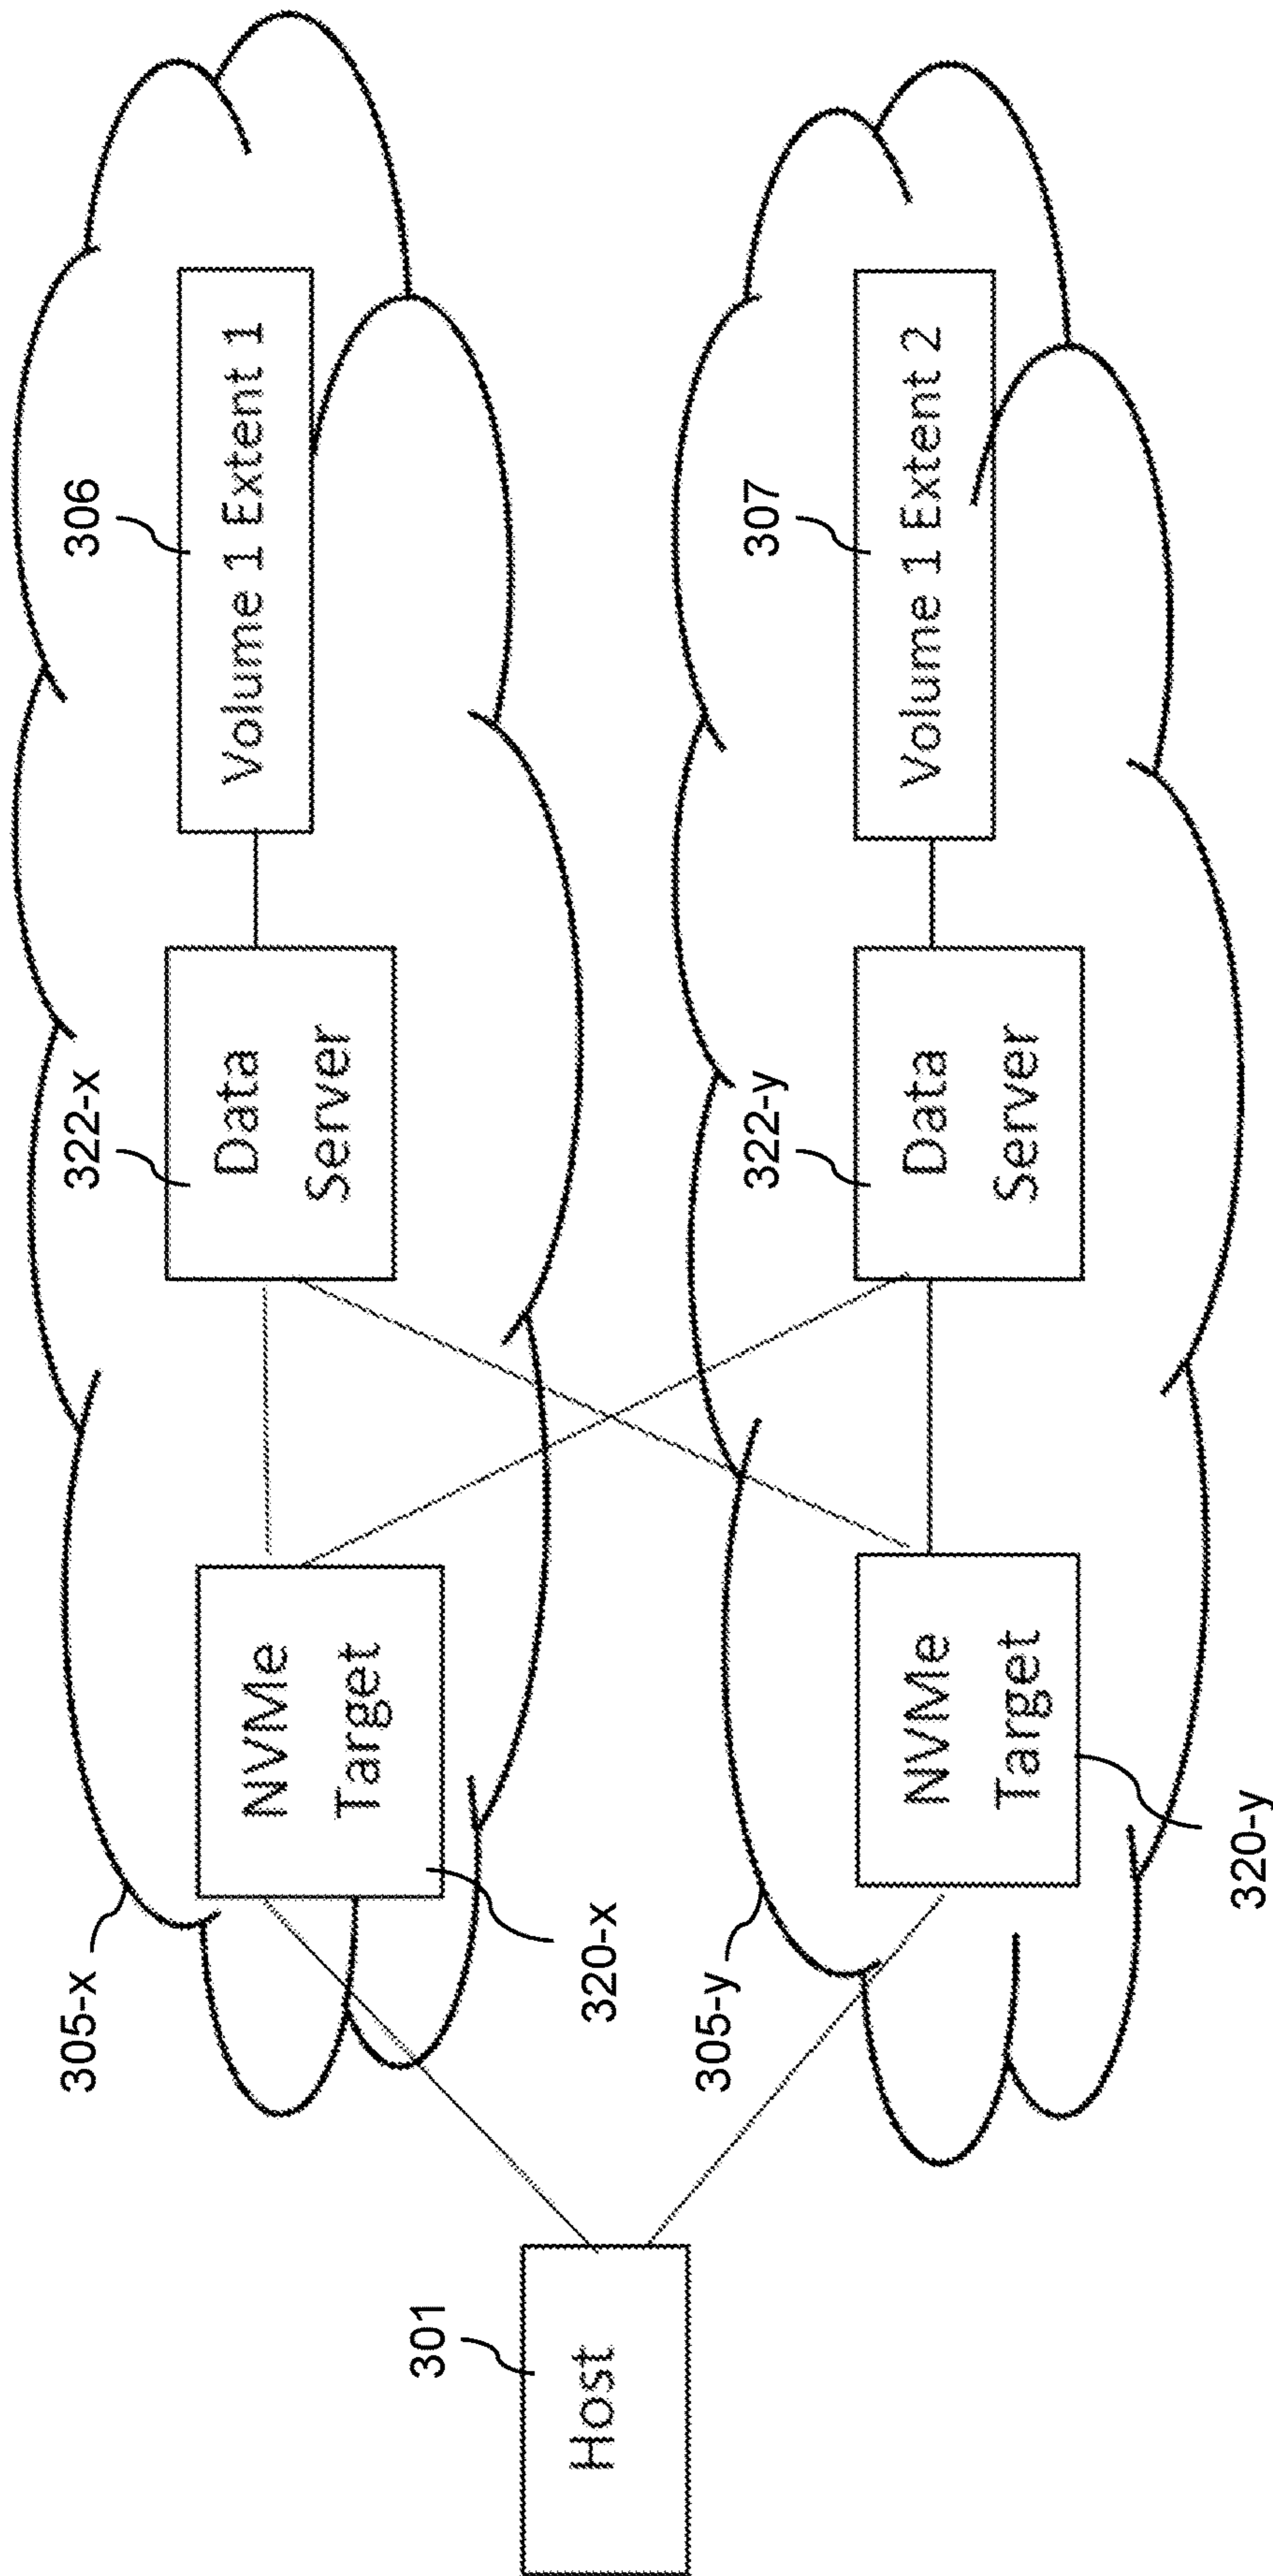 305-x
322-x
306
NVMe
Target
Data
Server
Volume 1 Extent 1
320-x
301
Host
305-y
322-y
307
NVMe
Target
Data
Server
Volume 1 Extent 2
320-y